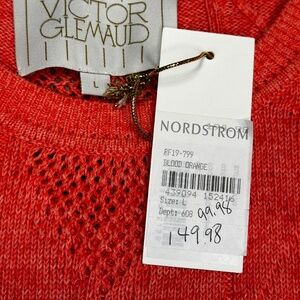 VICTOR
GLEMAUD
L
NORDSTROM
RF19-799
BLOOD ORANGE
439094 152416
Size: L
Dept: 608
99.98
149.98